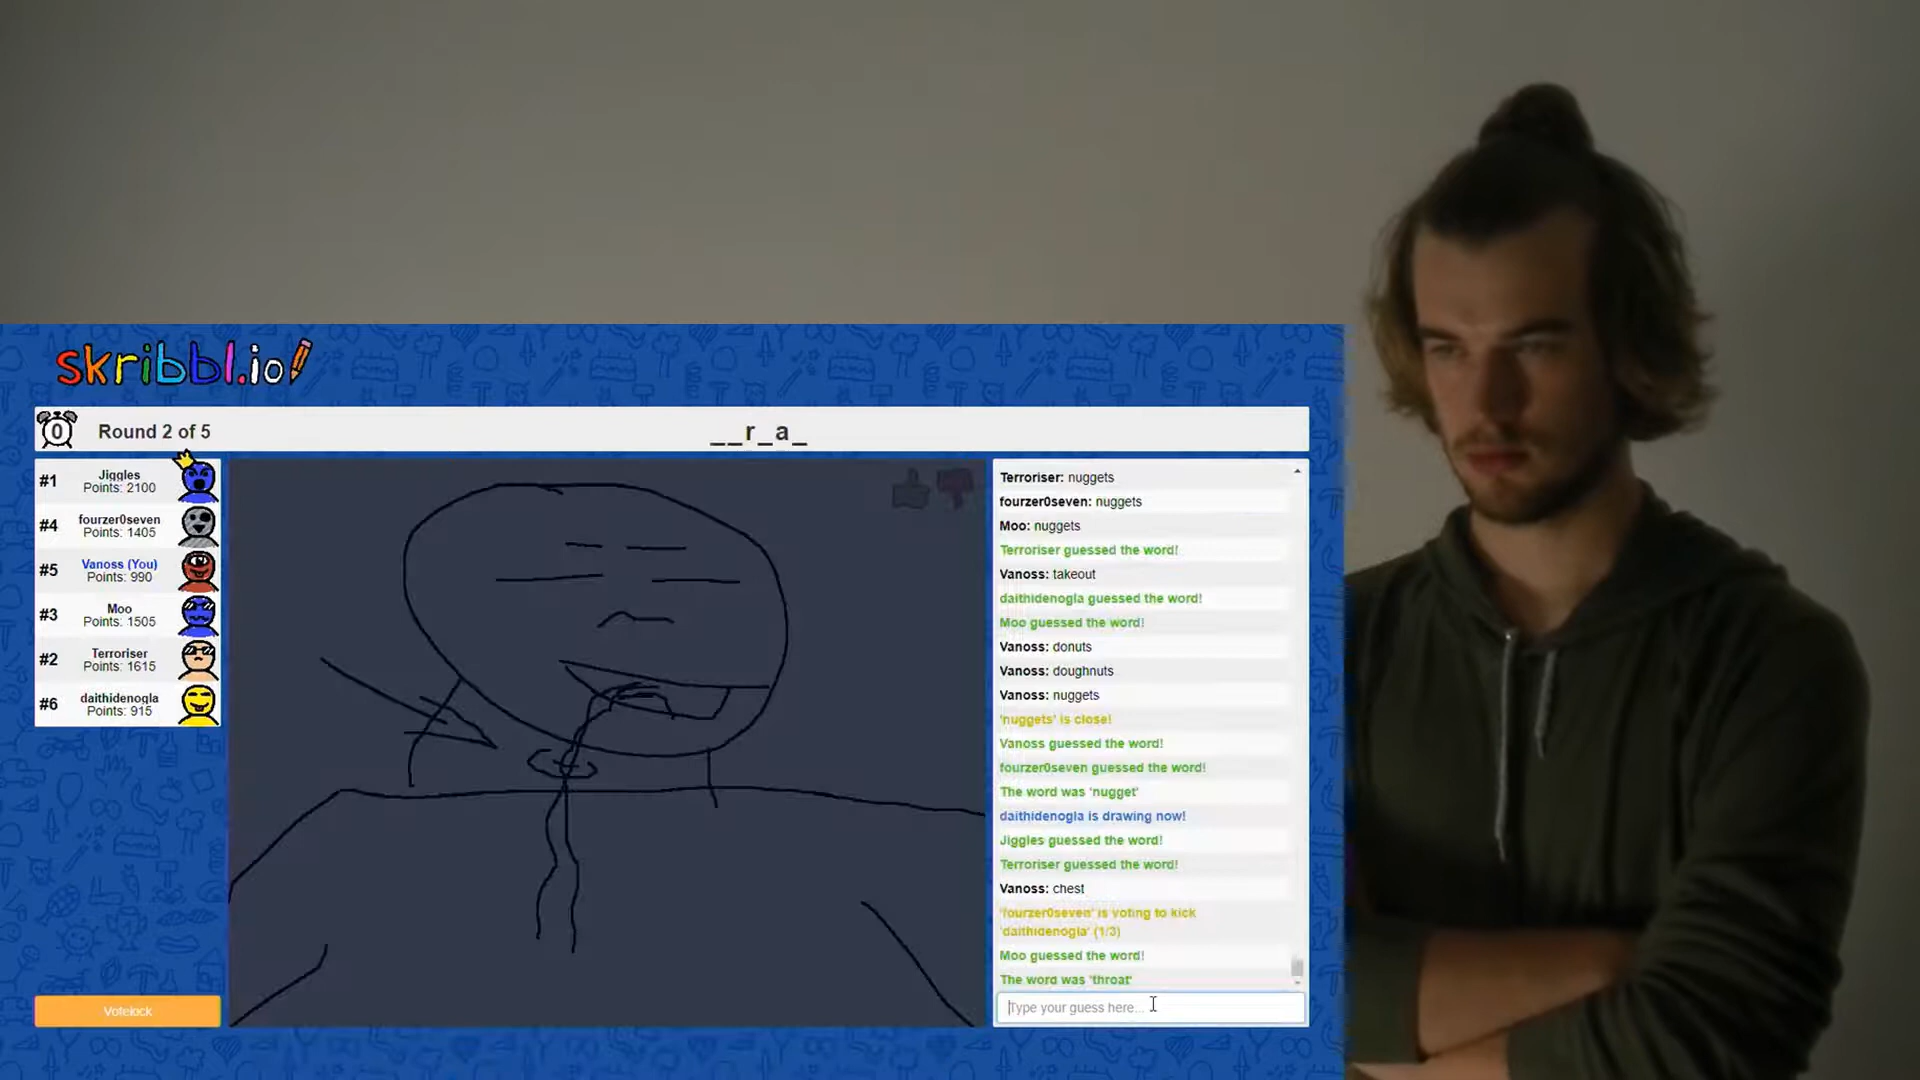 skribbl.io
0
Round 2 of 5
__r_a_
#1
Jiggles
Points: 2100
#4
fourzer0seven
Points: 1405
#5
Vanoss (You)
Points: 990
#3
Moo
Points: 1505
#2
Terroriser
Points: 1615
#6
daithidenogla
Points: 915
Votekick
Terroriser: nuggets
fourzer0seven: nuggets
Moo: nuggets
Terroriser guessed the word!
Vanoss: takeout
daithidenogla guessed the word!
Moo guessed the word!
Vanoss: donuts
Vanoss: doughnuts
Vanoss: nuggets
'nuggets' is close!
Vanoss guessed the word!
fourzer0seven guessed the word!
The word was 'nugget'
daithidenogla is drawing now!
Jiggles guessed the word!
Terroriser guessed the word!
Vanoss: chest
'fourzer0seven' is voting to kick
'daithidenogla' (1/3)
Moo guessed the word!
The word was 'throat'
Type your guess here...